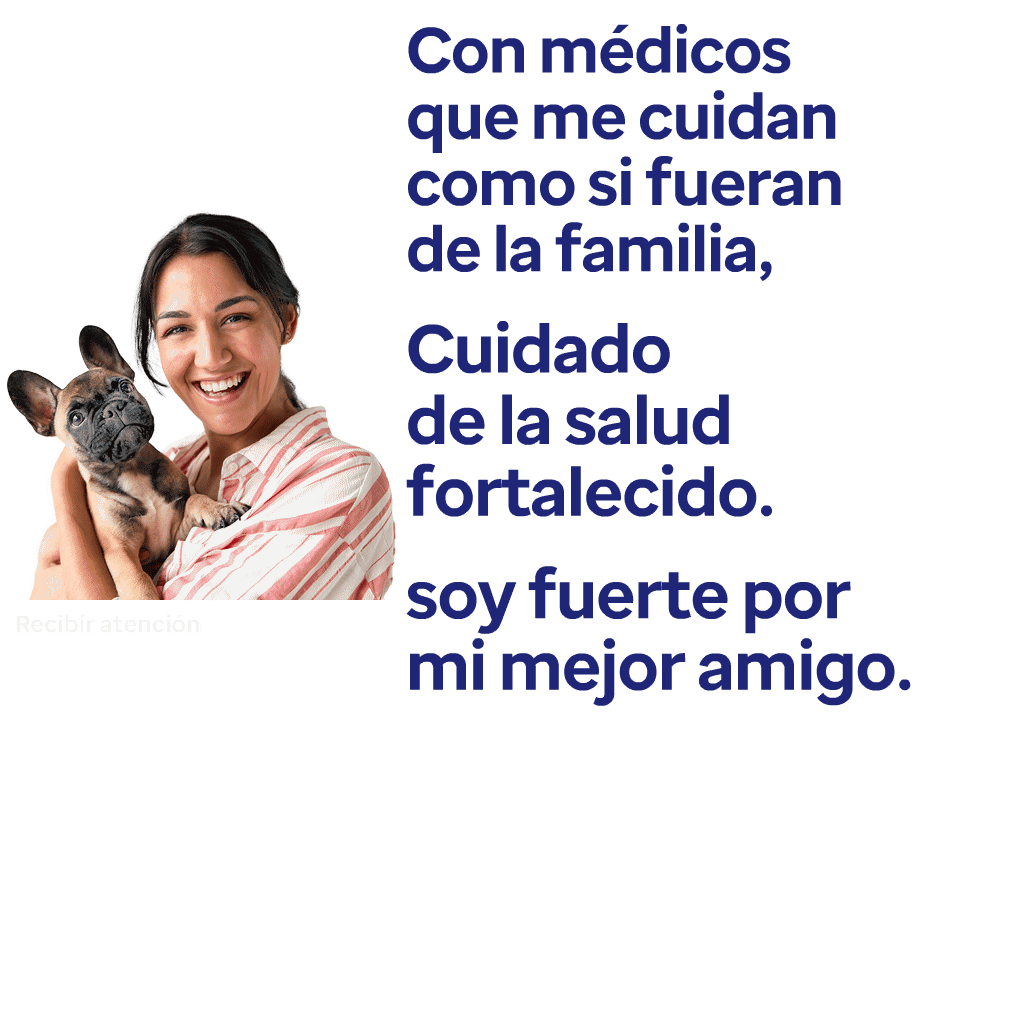 Con médicos
que me cuidan
como si fueran
de la familia,
Cuidado
de la salud
fortalecido.
soy fuerte por
mi mejor amigo.
Recibir atención